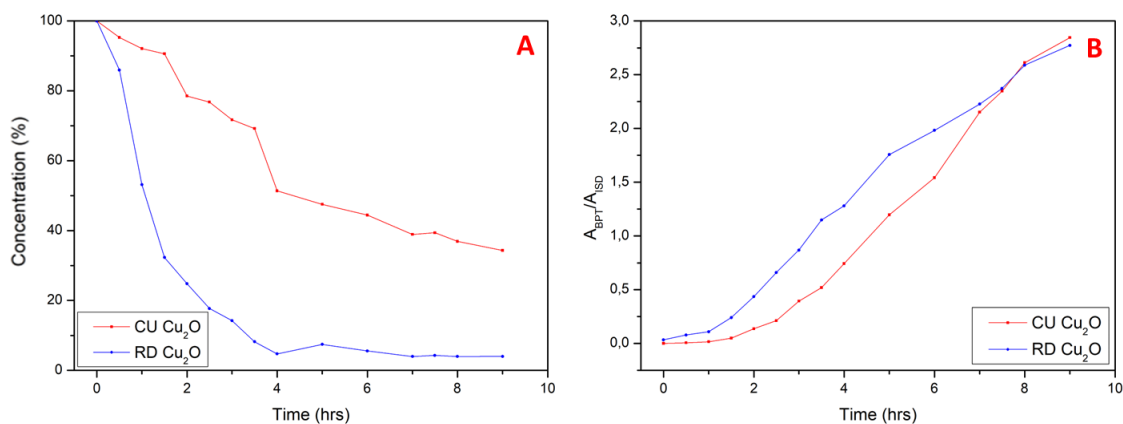 A
Concentration (%)
100
80
60
40
20
0
0 2 4 6 8 10
Time (hrs)
CU Cu₂O
RD Cu₂O
B
A_BPT/A_ISD
3,0
2,5
2,0
1,5
1,0
0,5
0,0
0 2 4 6 8 10
Time (hrs)
CU Cu₂O
RD Cu₂O